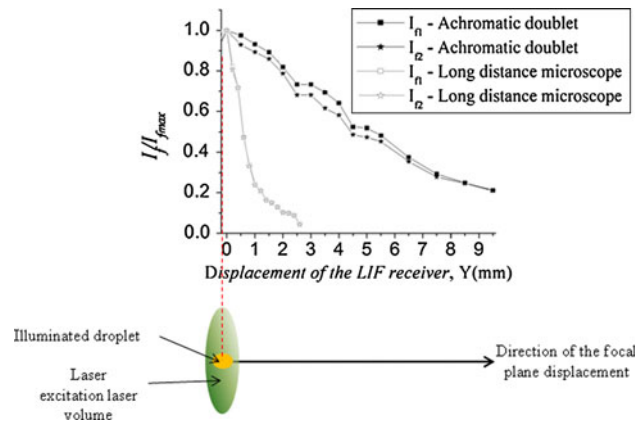 I_f1 - Achromatic doublet
I_f2 - Achromatic doublet
I_f1 - Long distance microscope
I_f2 - Long distance microscope
I_f/I_fmax
1.0
0.8
0.6
0.4
0.2
0.0
0 1 2 3 4 5 6 7 8 9
Displacement of the LIF receiver, Y(mm)
Illuminated droplet
Laser
excitation laser
volume
Direction of the focal
plane displacement